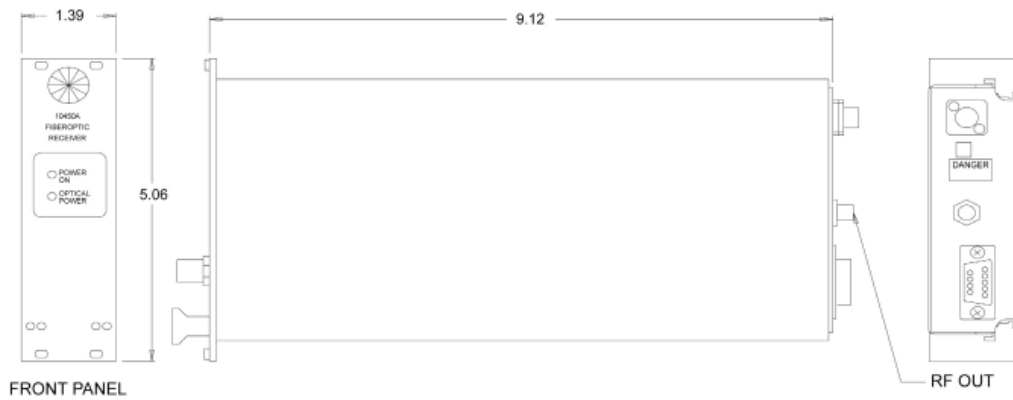 1.39
9.12
10450A
FIBEROPTIC
RECEIVER
POWER
ON
OPTICAL
POWER
5.06
DANGER
RF OUT
FRONT PANEL